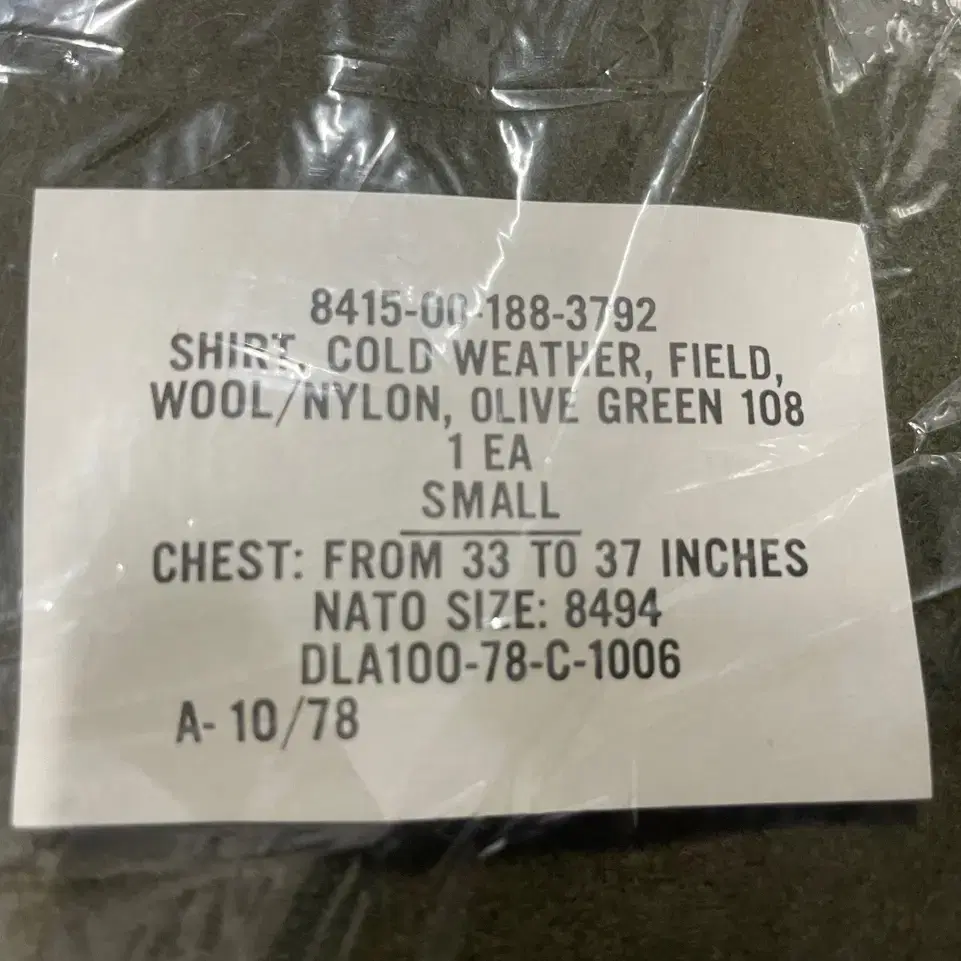 8415-00-188-3792
SHIRT, COLD WEATHER, FIELD,
WOOL/NYLON, OLIVE GREEN 108
1 EA
SMALL
CHEST: FROM 33 TO 37 INCHES
NATO SIZE: 8494
DLA100-78-C-1006
A- 10/78